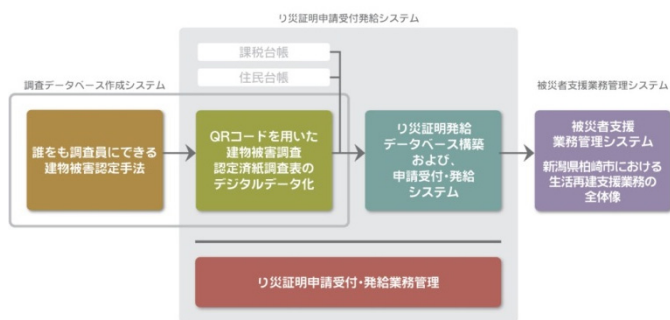 り災証明申請受付発給システム
課税台帳
住民台帳
調査データベース作成システム
被災者支援業務管理システム
誰をも調査員にできる
建物被害認定手法
QRコードを用いた
建物被害調査
認定済紙調査表の
デジタルデータ化
り災証明発給
データベース構築
および、
申請受付・発給
システム
被災者支援
業務管理システム
新潟県柏崎市における
生活再建支援業務の
全体像
り災証明申請受付・発給業務管理